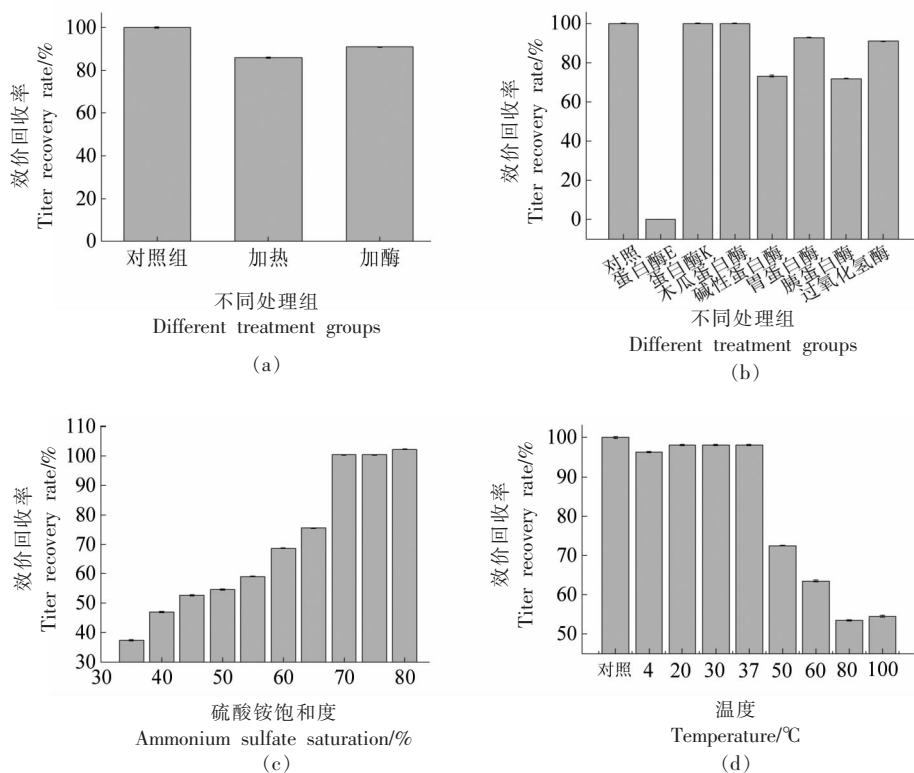 100
80
60
40
20
0
效价回收率
Titer recovery rate/%
对照组 加热 加酶
不同处理组
Different treatment groups
(a)
100
80
60
40
20
0
效价回收率
Titer recovery rate/%
对照
蛋白酶E
蛋白酶K
木瓜蛋白酶
碱性蛋白酶
胃蛋白酶
胰蛋白酶
过氧化氢酶
不同处理组
Different treatment groups
(b)
110
100
90
80
70
60
50
40
30
效价回收率
Titer recovery rate/%
30 40 50 60 70 80
硫酸铵饱和度
Ammonium sulfate saturation/%
(c)
100
90
80
70
60
50
效价回收率
Titer recovery rate/%
对照 4 20 30 37 50 60 80 100
温度
Temperature/℃
(d)